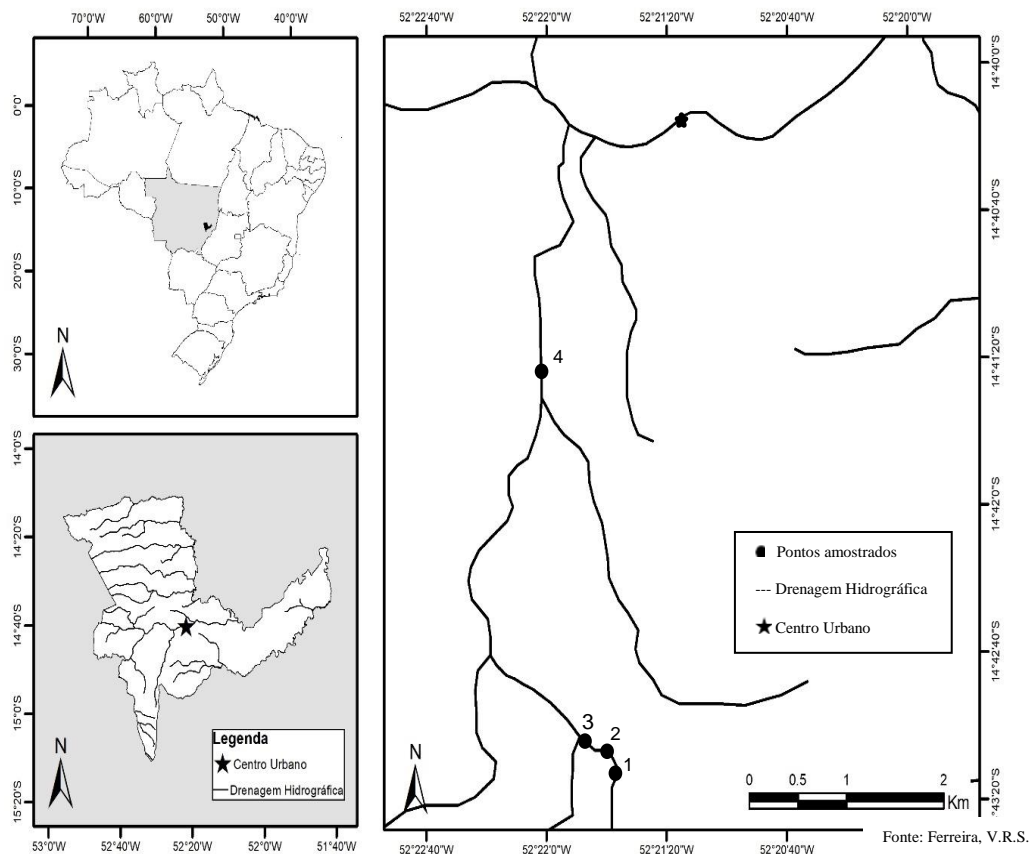 70°0'W 60°0'W 50°0'W 40°0'W
0°0'
10°0'S
20°0'S
30°0'S
N
14°0'S
14°20'S
14°40'S
15°0'S
15°20'S
N
Legenda
Centro Urbano
Drenagem Hidrográfica
53°0'W 52°40'W 52°20'W 52°0'W 51°40'W
52°22'40"W 52°22'0"W 52°21'20"W 52°20'40"W 52°20'0"W
14°40'0"S
14°40'40"S
14°41'20"S
14°42'0"S
14°42'40"S
°43'20"S
4
3
2
1
Pontos amostrados
--- Drenagem Hidrográfica
Centro Urbano
N
0 0.5 1 2
Km
52°22'40"W 52°22'0"W 52°21'20"W 52°20'40"W
Fonte: Ferreira, V.R.S.